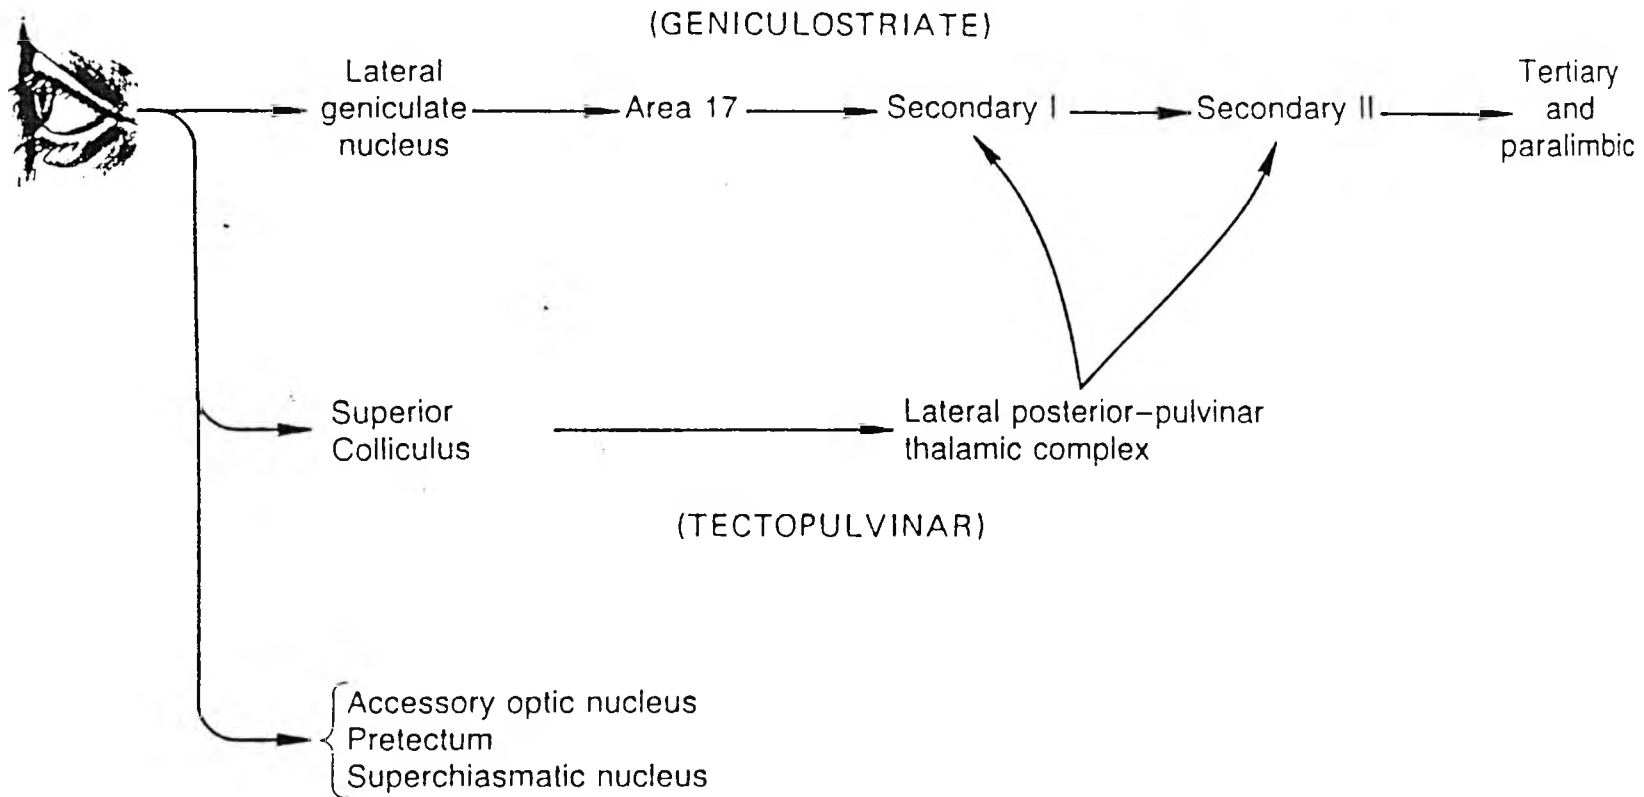 (GENICULOSTRIATE)
Lateral
geniculate
nucleus
Area 17
Secondary I
Secondary II
Tertiary
and
paralimbic
Superior
Colliculus
Lateral posterior–pulvinar
thalamic complex
(TECTOPULVINAR)
Accessory optic nucleus
Pretectum
Superchiasmatic nucleus